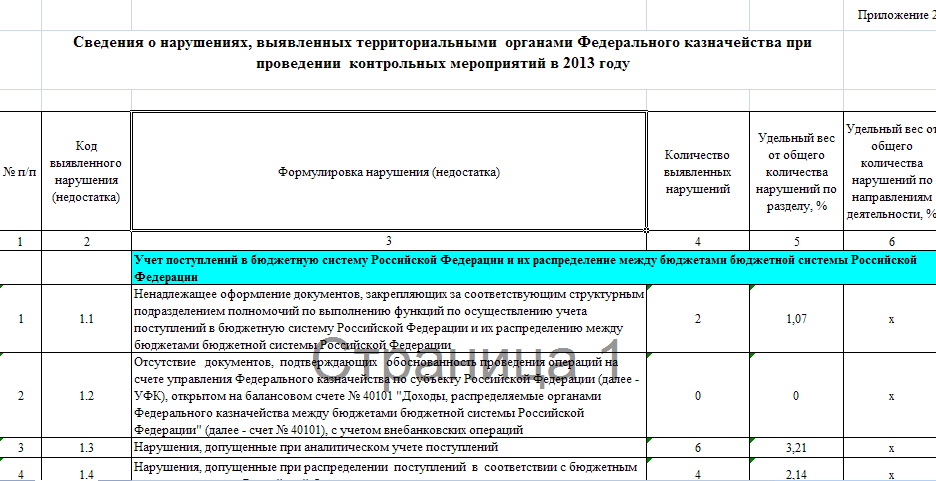 Приложение 2
Сведения о нарушениях, выявленных территориальными органами Федерального казначейства при
проведении контрольных мероприятий в 2013 году
№ п/п
Код
выявленного
нарушения
(недостатка)
Формулировка нарушения (недостатка)
Количество
выявленных
нарушений
Удельный вес
от общего
количества
нарушений по
разделу, %
Удельный вес от
общего
количества
нарушений по
направлениям
деятельности, %
1 2 3 4 5 6
Учет поступлений в бюджетную систему Российской Федерации и их распределение между бюджетами бюджетной системы Российской
Федерации
1
1.1
Ненадлежащее оформление документов, закрепляющих за соответствующим структурным
подразделением полномочий по выполнению функций по осуществлению учета
поступлений в бюджетную систему Российской Федерации и их распределению между
бюджетами бюджетной системы Российской Федерации
2
1,07
x
2
1.2
Отсутствие документов, подтверждающих обоснованность проведения операций на
счете управления Федерального казначейства по субъекту Российской Федерации (далее -
УФК), открытом на балансовом счете № 40101 "Доходы, распределяемые органами
Федерального казначейства между бюджетами бюджетной системы Российской
Федерации" (далее - счет № 40101), с учетом внебанковских операций
0
0
x
Страница 1
3 1.3 Нарушения, допущенные при аналитическом учете поступлений 6 3,21 x
4 1.4 Нарушения, допущенные при распределении поступлений в соответствии с бюджетным 4 2,14 x